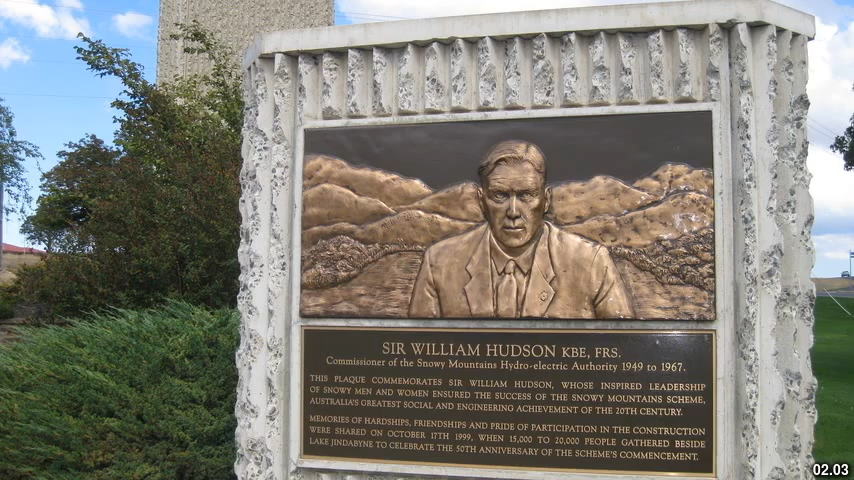 SIR WILLIAM HUDSON KBE, FRS.
Commissioner of the Snowy Mountains Hydro-electric Authority 1949 to 1967.
THIS PLAQUE COMMEMORATES SIR WILLIAM HUDSON, WHOSE INSPIRED LEADERSHIP
OF SNOWY MEN AND WOMEN ENSURED THE SUCCESS OF THE SNOWY MOUNTAINS SCHEME,
AUSTRALIA'S GREATEST SOCIAL AND ENGINEERING ACHIEVEMENT OF THE 20TH CENTURY.
MEMORIES OF HARDSHIPS, FRIENDSHIPS AND PRIDE OF PARTICIPATION IN THE CONSTRUCTION
WERE SHARED ON OCTOBER 17TH 1999, WHEN 15,000 TO 20,000 PEOPLE GATHERED BESIDE
LAKE JINDABYNE TO CELEBRATE THE 50TH ANNIVERSARY OF THE SCHEME'S COMMENCEMENT.
02.03